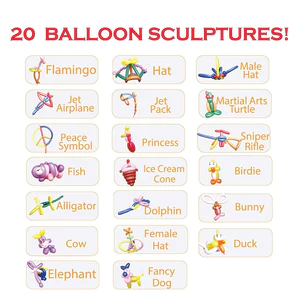 20 BALLOON SCULPTURES!
Flamingo
Hat
Male
Hat
Jet
Airplane
Jet
Pack
Martial Arts
Turtle
Peace
Symbol
Princess
Sniper
Rifle
Fish
Ice Cream
Cone
Birdie
Alligator
Dolphin
Bunny
Cow
Female
Hat
Duck
Elephant
Fancy
Dog